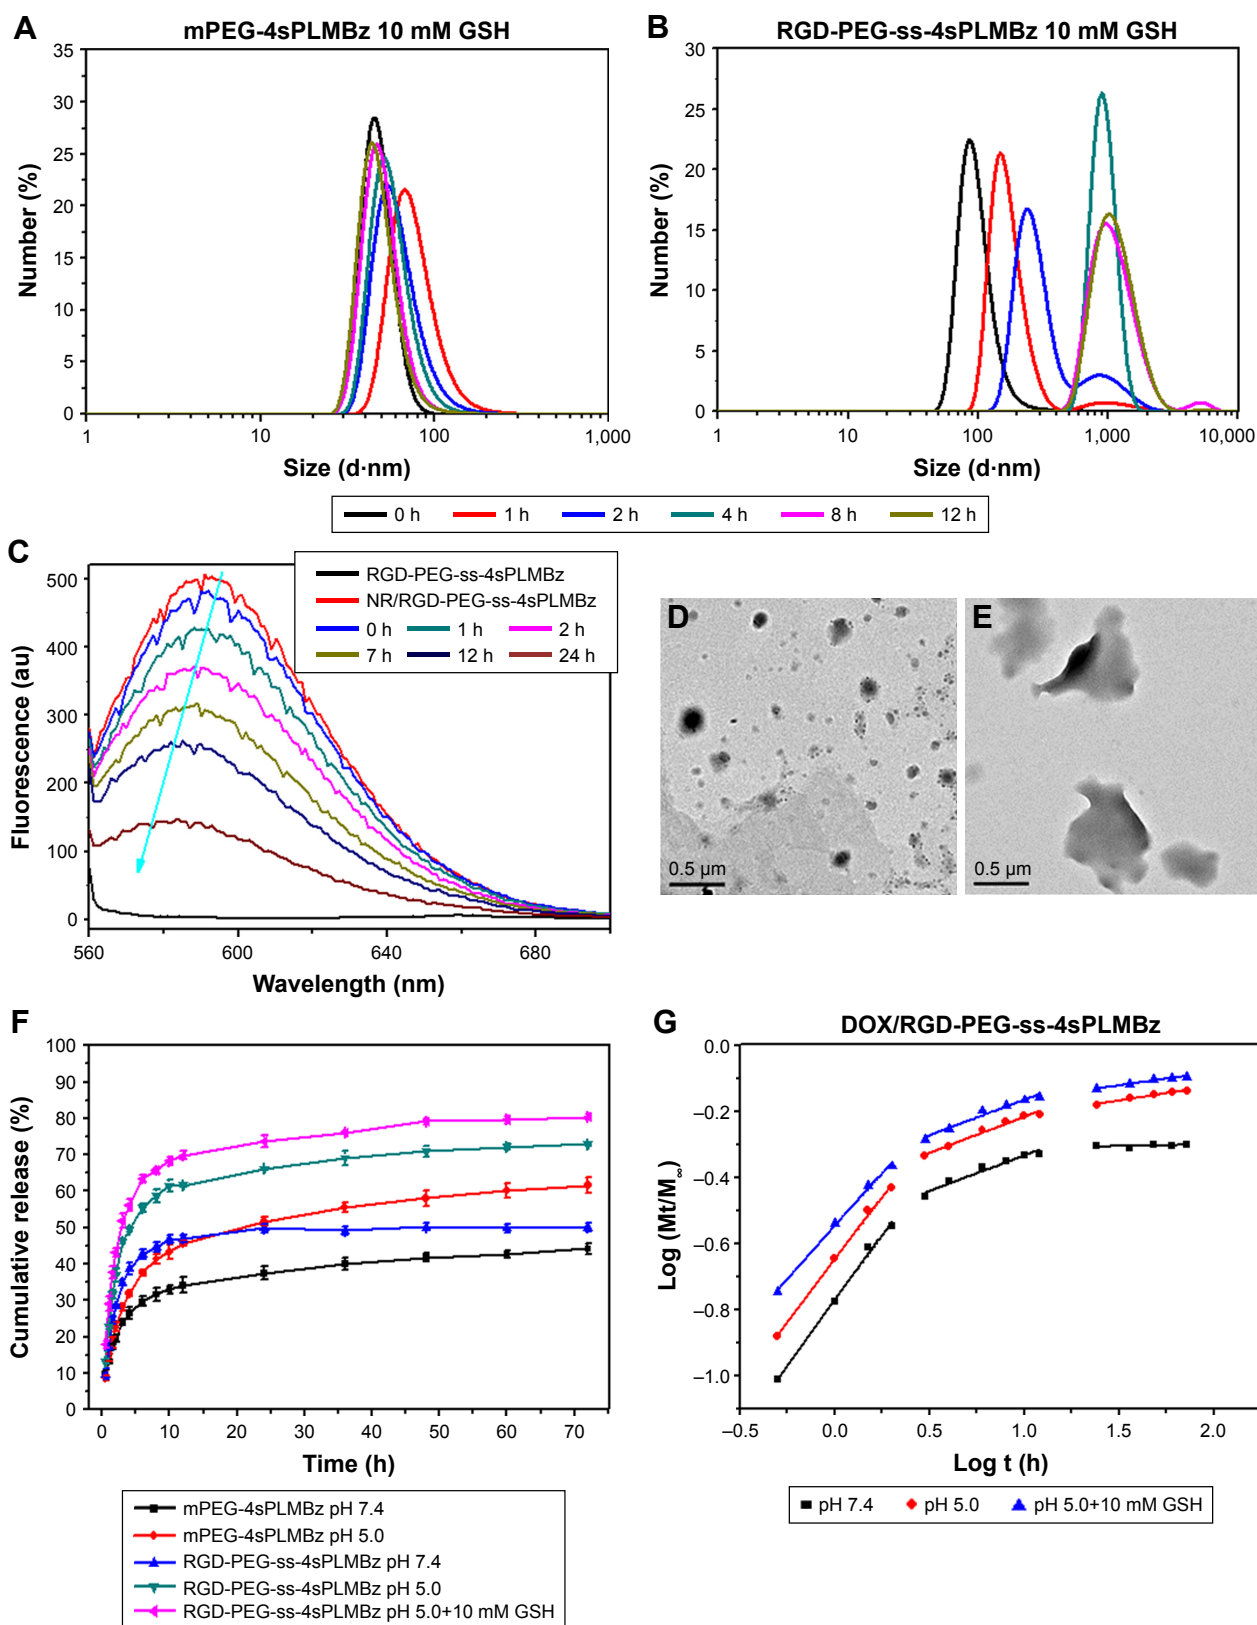 A
mPEG-4sPLMBz 10 mM GSH
35
30
25
20
15
10
5
0
Number (%)
1
10
100
1,000
Size (d·nm)
B
RGD-PEG-ss-4sPLMBz 10 mM GSH
30
25
20
15
10
5
0
Number (%)
1
10
100
1,000
10,000
Size (d·nm)
0 h
1 h
2 h
4 h
8 h
12 h
C
500
400
300
200
100
0
Fluorescence (au)
560
600
640
680
Wavelength (nm)
RGD-PEG-ss-4sPLMBz
NR/RGD-PEG-ss-4sPLMBz
0 h
1 h
2 h
7 h
12 h
24 h
D
0.5 µm
E
0.5 µm
F
100
90
80
70
60
50
40
30
20
10
0
Cumulative release (%)
0
10
20
30
40
50
60
70
Time (h)
mPEG-4sPLMBz pH 7.4
mPEG-4sPLMBz pH 5.0
RGD-PEG-ss-4sPLMBz pH 7.4
RGD-PEG-ss-4sPLMBz pH 5.0
RGD-PEG-ss-4sPLMBz pH 5.0+10 mM GSH
G
DOX/RGD-PEG-ss-4sPLMBz
0.0
–0.2
–0.4
–0.6
–0.8
–1.0
Log (Mt/M∞)
–0.5
0.0
0.5
1.0
1.5
2.0
Log t (h)
pH 7.4
pH 5.0
pH 5.0+10 mM GSH